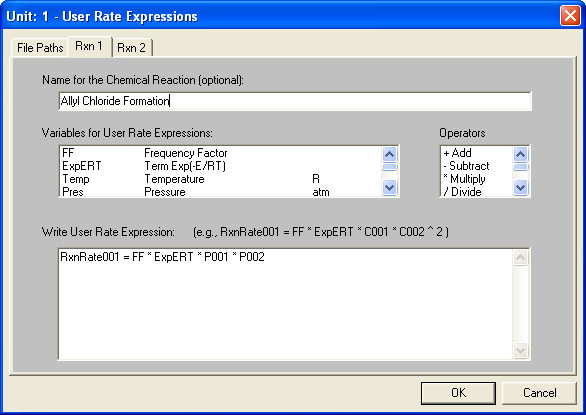 Unit: 1 - User Rate Expressions
File Paths Rxn 1 Rxn 2
Name for the Chemical Reaction (optional):
Allyl Chloride Formation
Variables for User Rate Expressions: Operators
FF Frequency Factor + Add
ExpERT Term Exp(-E/RT) - Subtract
Temp Temperature R * Multiply
Pres Pressure atm / Divide
Write User Rate Expression: (e.g., RxnRate001 = FF * ExpERT * C001 * C002 ^ 2 )
RxnRate001 = FF * ExpERT * P001 * P002
OK Cancel